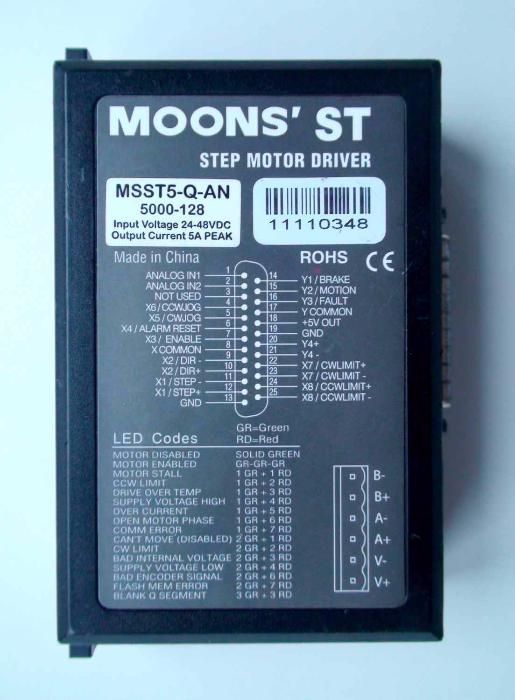 MOONS' ST
STEP MOTOR DRIVER
MSST5-Q-AN
5000-128
Input Voltage 24-48VDC
Output Current 5A PEAK
11110348
Made in China
ROHS CE
ANALOG IN1 1
ANALOG IN2 2
NOT USED 3
X6 / CCWJOG 4
X5 / CWJOG 5
X4 / ALARM RESET 6
X3 / ENABLE 7
X COMMON 8
X2 / DIR - 9
X2 / DIR+ 10
X1 / STEP - 11
X1 / STEP+ 12
GND 13
14 Y1 / BRAKE
15 Y2 / MOTION
16 Y3 / FAULT
17 Y COMMON
18 +5V OUT
19 GND
20 Y4+
21 Y4 -
22 X7 / CWLIMIT+
23 X7 / CWLIMIT -
24 X8 / CCWLIMIT+
25 X8 / CCWLIMIT -
LED Codes
GR=Green
RD=Red
MOTOR DISABLED SOLID GREEN
MOTOR ENABLED GR-GR-GR
MOTOR STALL 1 GR + 1 RD
CCW LIMIT 1 GR + 2 RD
DRIVE OVER TEMP 1 GR + 3 RD
SUPPLY VOLTAGE HIGH 1 GR + 4 RD
OVER CURRENT 1 GR + 5 RD
OPEN MOTOR PHASE 1 GR + 6 RD
COMM ERROR 1 GR + 7 RD
CAN'T MOVE (DISABLED) 2 GR + 1 RD
CW LIMIT 2 GR + 2 RD
BAD INTERNAL VOLTAGE 2 GR + 3 RD
SUPPLY VOLTAGE LOW 2 GR + 4 RD
BAD ENCODER SIGNAL 2 GR + 6 RD
FLASH MEM ERROR 2 GR + 7 RD
BLANK Q SEGMENT 3 GR + 3 RD
B-
B+
A-
A+
V-
V+